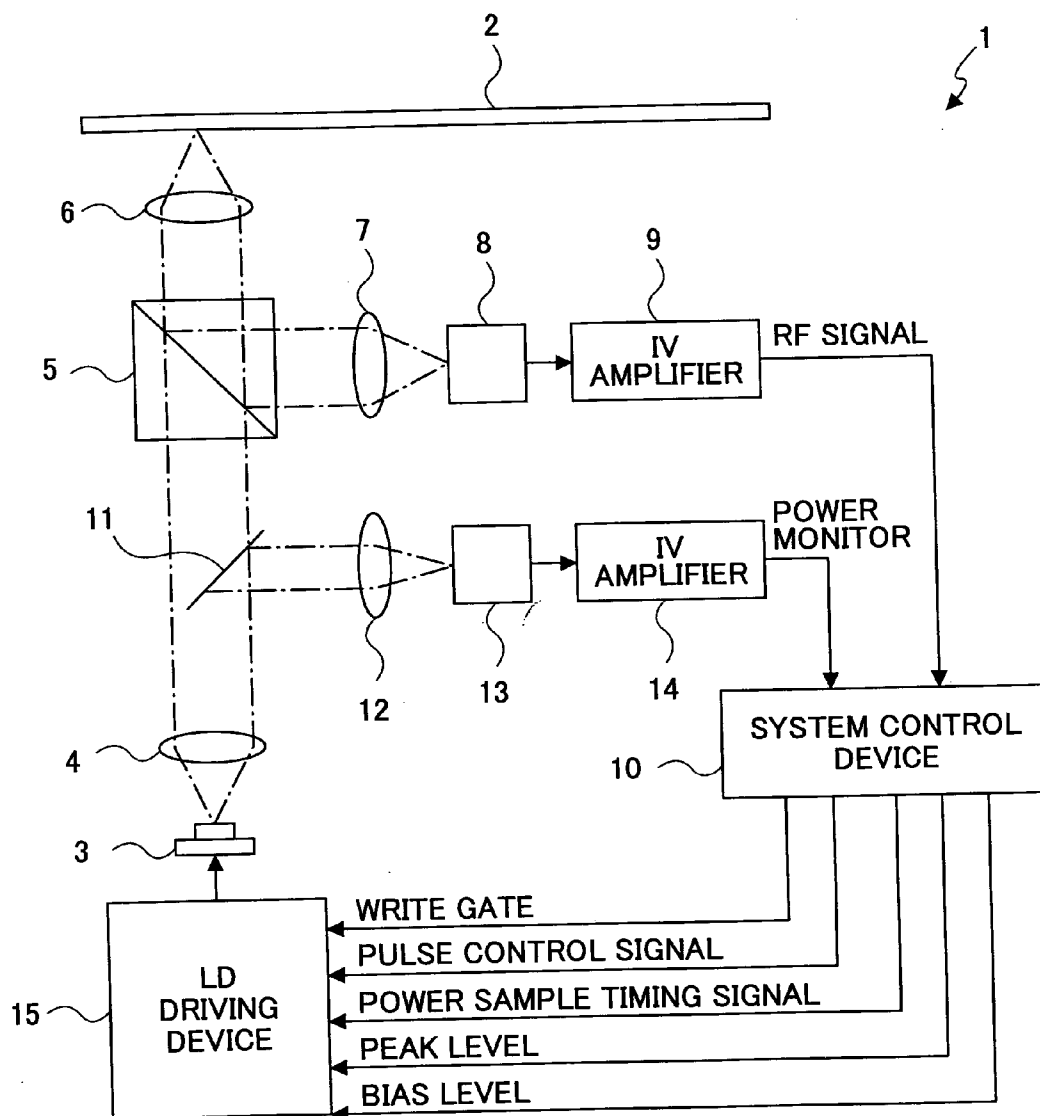 1
2
6
7
8
9
IV
AMPLIFIER
RF SIGNAL
5
11
POWER
MONITOR
IV
AMPLIFIER
12
13
14
4
SYSTEM CONTROL
DEVICE
10
3
WRITE GATE
PULSE CONTROL SIGNAL
LD
DRIVING
DEVICE
15
POWER SAMPLE TIMING SIGNAL
PEAK LEVEL
BIAS LEVEL